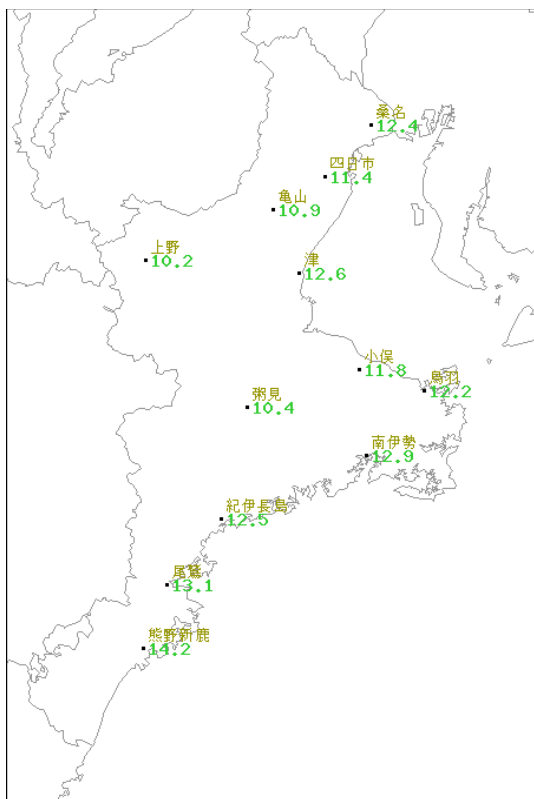 桑名
12.4
四日市
11.4
亀山
10.9
上野
10.2
津
12.6
小俣
11.8
鳥羽
12.2
粥見
10.4
南伊勢
12.9
紀伊長島
12.5
尾鷲
13.1
熊野新鹿
14.2